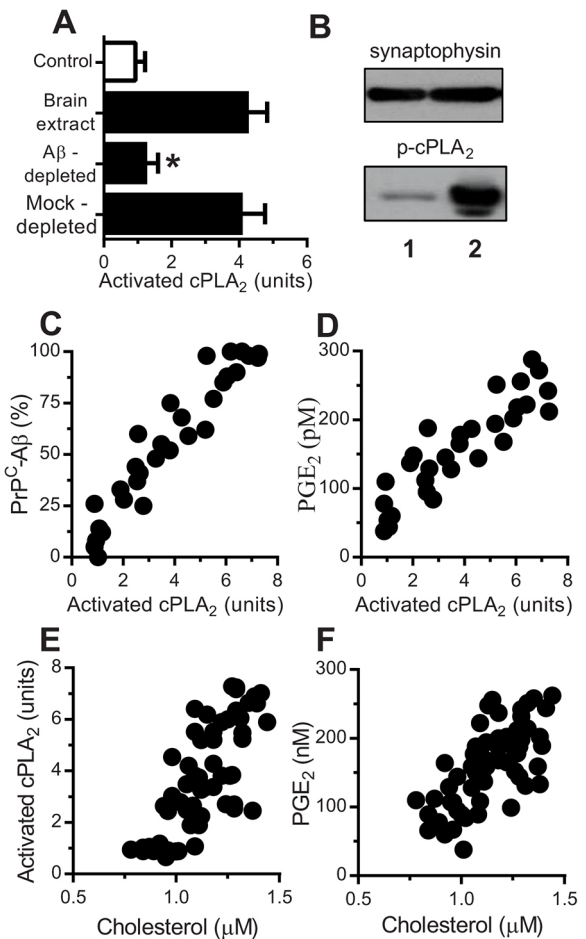 A
Control
Brain
extract
Aβ -
depleted
*
Mock -
depleted
0 2 4 6
Activated cPLA₂ (units)
B
synaptophysin
p-cPLA₂
1 2
C
PrPᶜ-Aβ (%)
100
75
50
25
0
0 2 4 6 8
Activated cPLA₂ (units)
D
PGE₂ (pM)
300
200
100
0
0 2 4 6 8
Activated cPLA₂ (units)
E
Activated cPLA₂ (units)
8
6
4
2
0
0.5 1.0 1.5
Cholesterol (µM)
F
PGE₂ (nM)
300
200
100
0
0.5 1.0 1.5
Cholesterol (µM)